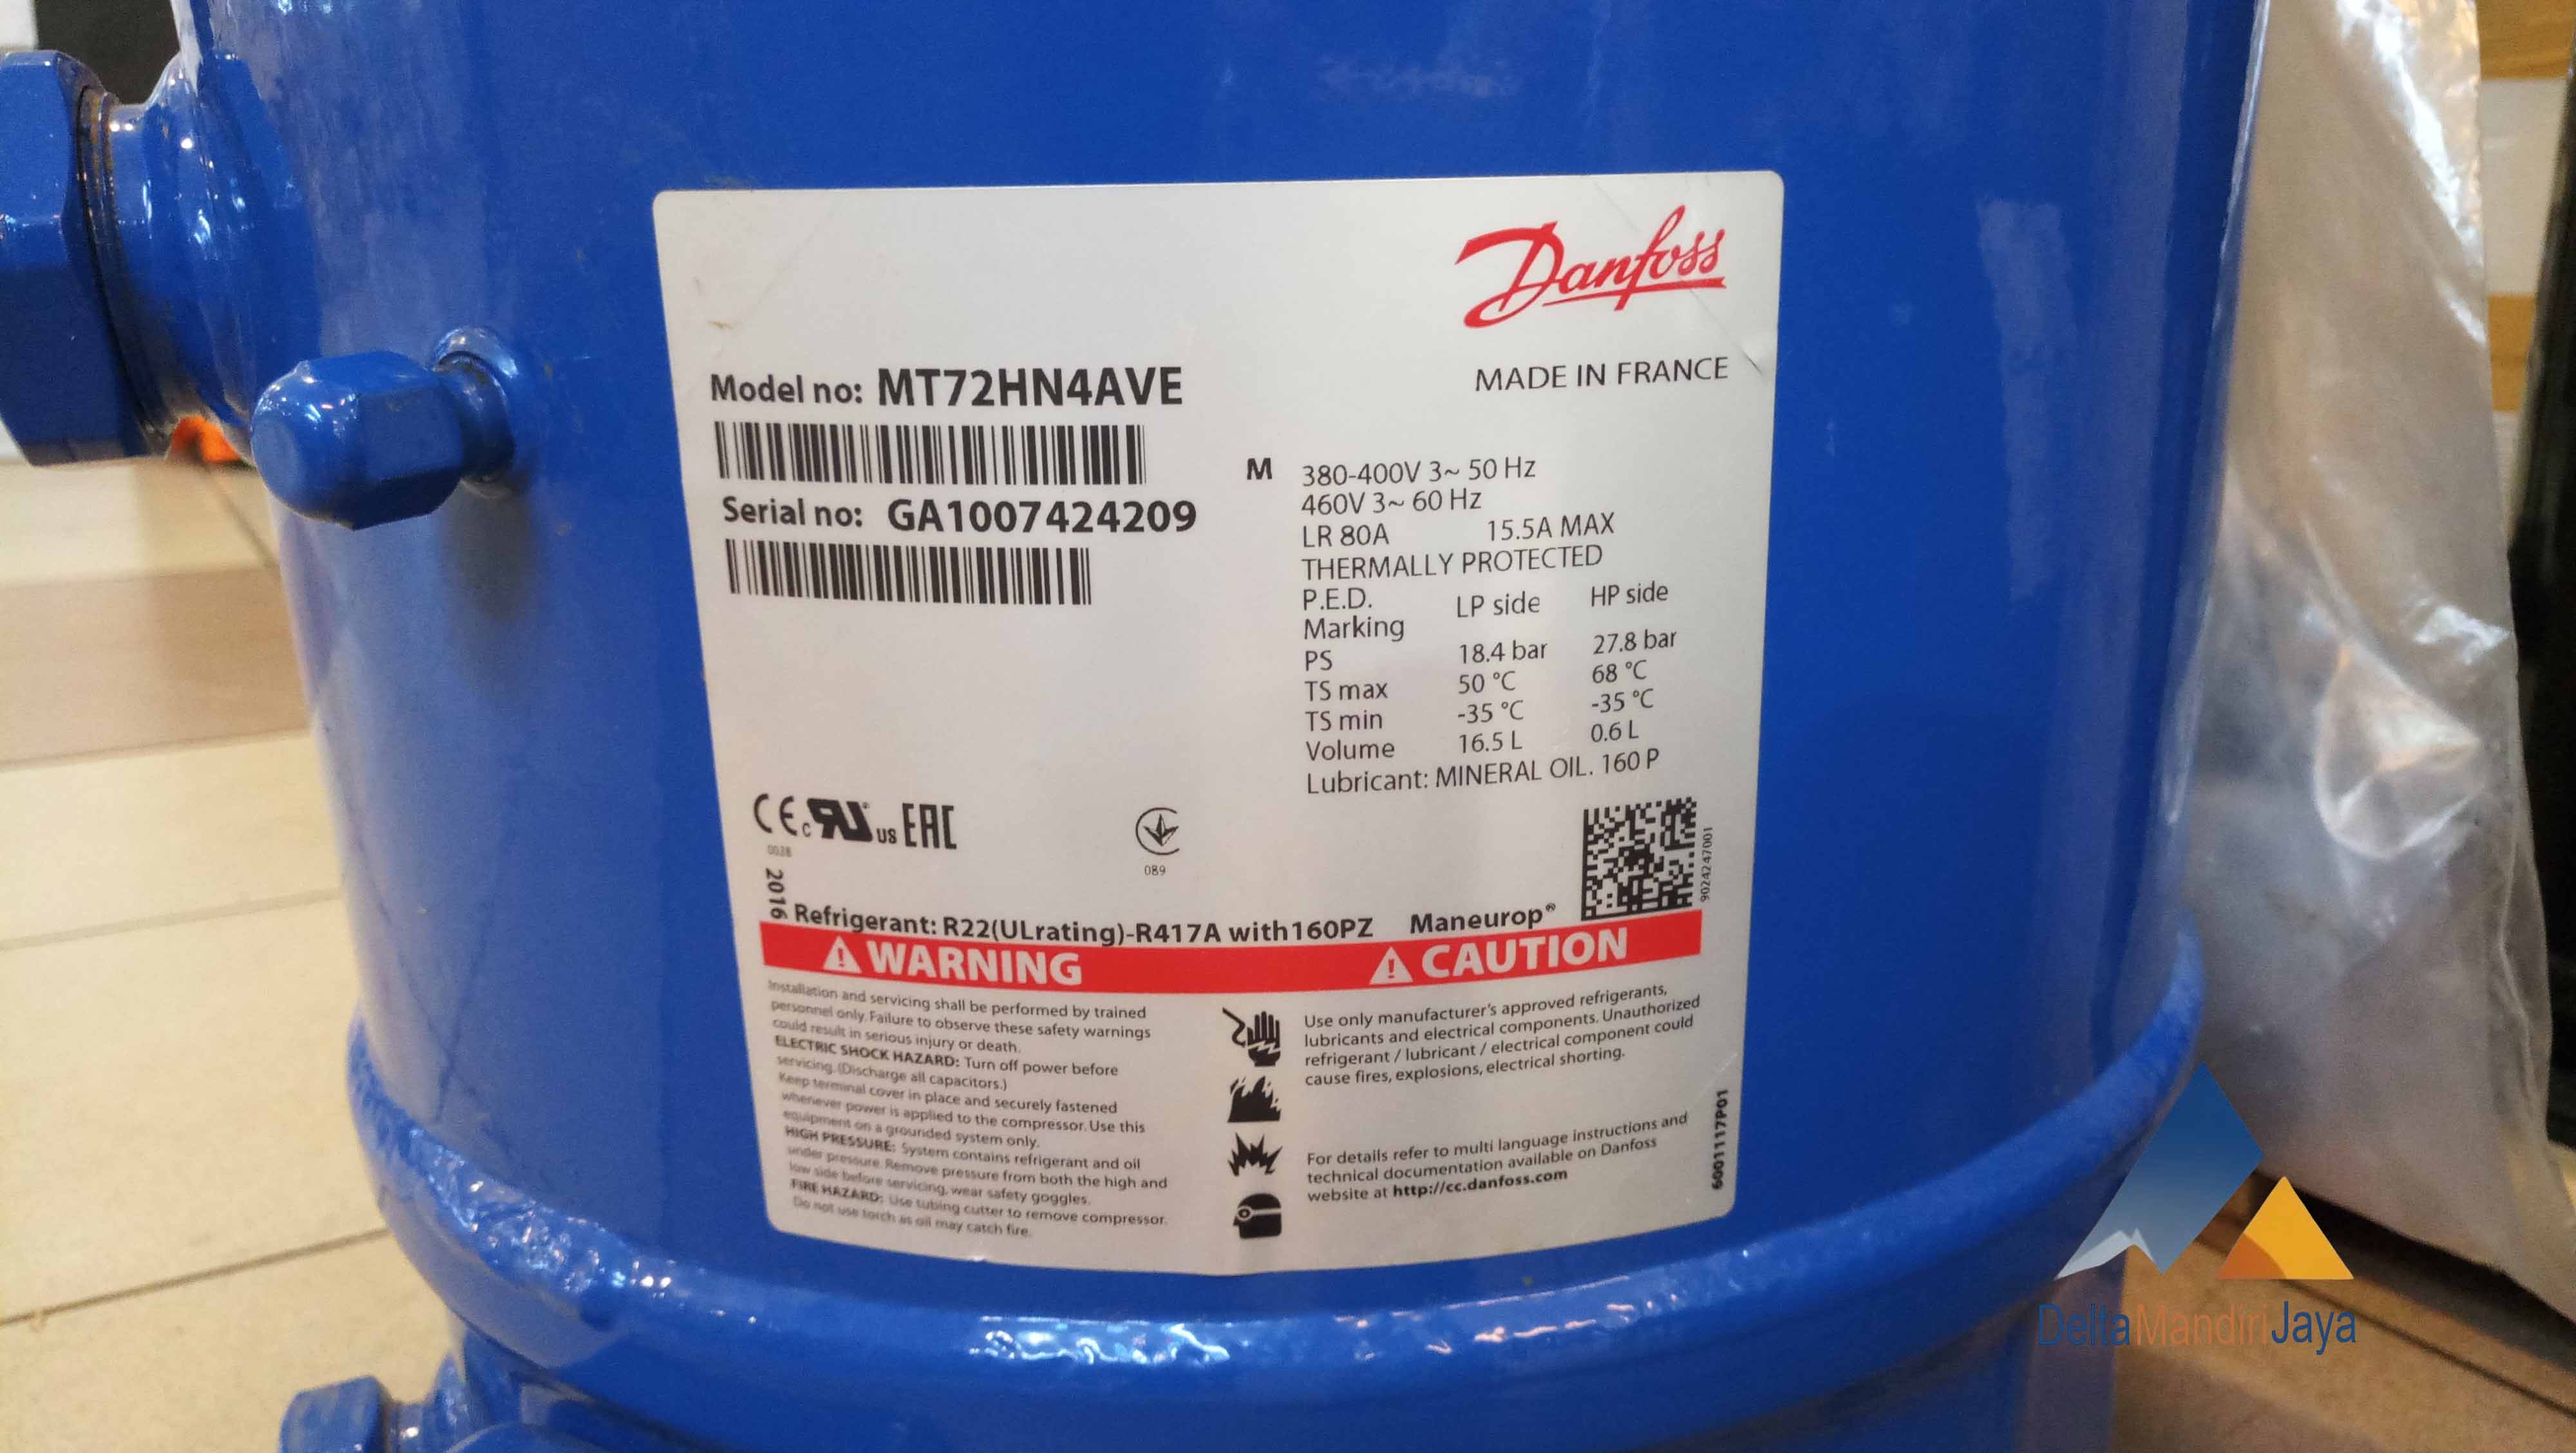 Danfoss
MADE IN FRANCE
Model no: MT72HN4AVE
Serial no: GA1007424209
M 380-400V 3~ 50 Hz
460V 3~ 60 Hz
LR 80A 15.5A MAX
THERMALLY PROTECTED
P.E.D. LP side HP side
Marking
PS 18.4 bar 27.8 bar
TS max 50 °C 68 °C
TS min -35 °C -35 °C
Volume 16.5 L 0.6 L
Lubricant: MINERAL OIL. 160 P
CE c RU us EAC
0038
089
2016
9024247001
Refrigerant: R22(ULrating)-R417A with160PZ Maneurop®
WARNING
Installation and servicing shall be performed by trained
personnel only. Failure to observe these safety warnings
could result in serious injury or death.
ELECTRIC SHOCK HAZARD: Turn off power before
servicing. (Discharge all capacitors.)
Keep terminal cover in place and securely fastened
whenever power is applied to the compressor. Use this
equipment on a grounded system only.
HIGH PRESSURE: System contains refrigerant and oil
under pressure. Remove pressure from both the high and
low side before servicing, wear safety goggles.
FIRE HAZARD: Use tubing cutter to remove compressor.
Do not use torch as oil may catch fire.
CAUTION
Use only manufacturer's approved refrigerants,
lubricants and electrical components. Unauthorized
refrigerant / lubricant / electrical component could
cause fires, explosions, electrical shorting.
For details refer to multi language instructions and
technical documentation available on Danfoss
website at http://cc.danfoss.com
6001117P01
DeltaMandiriJaya